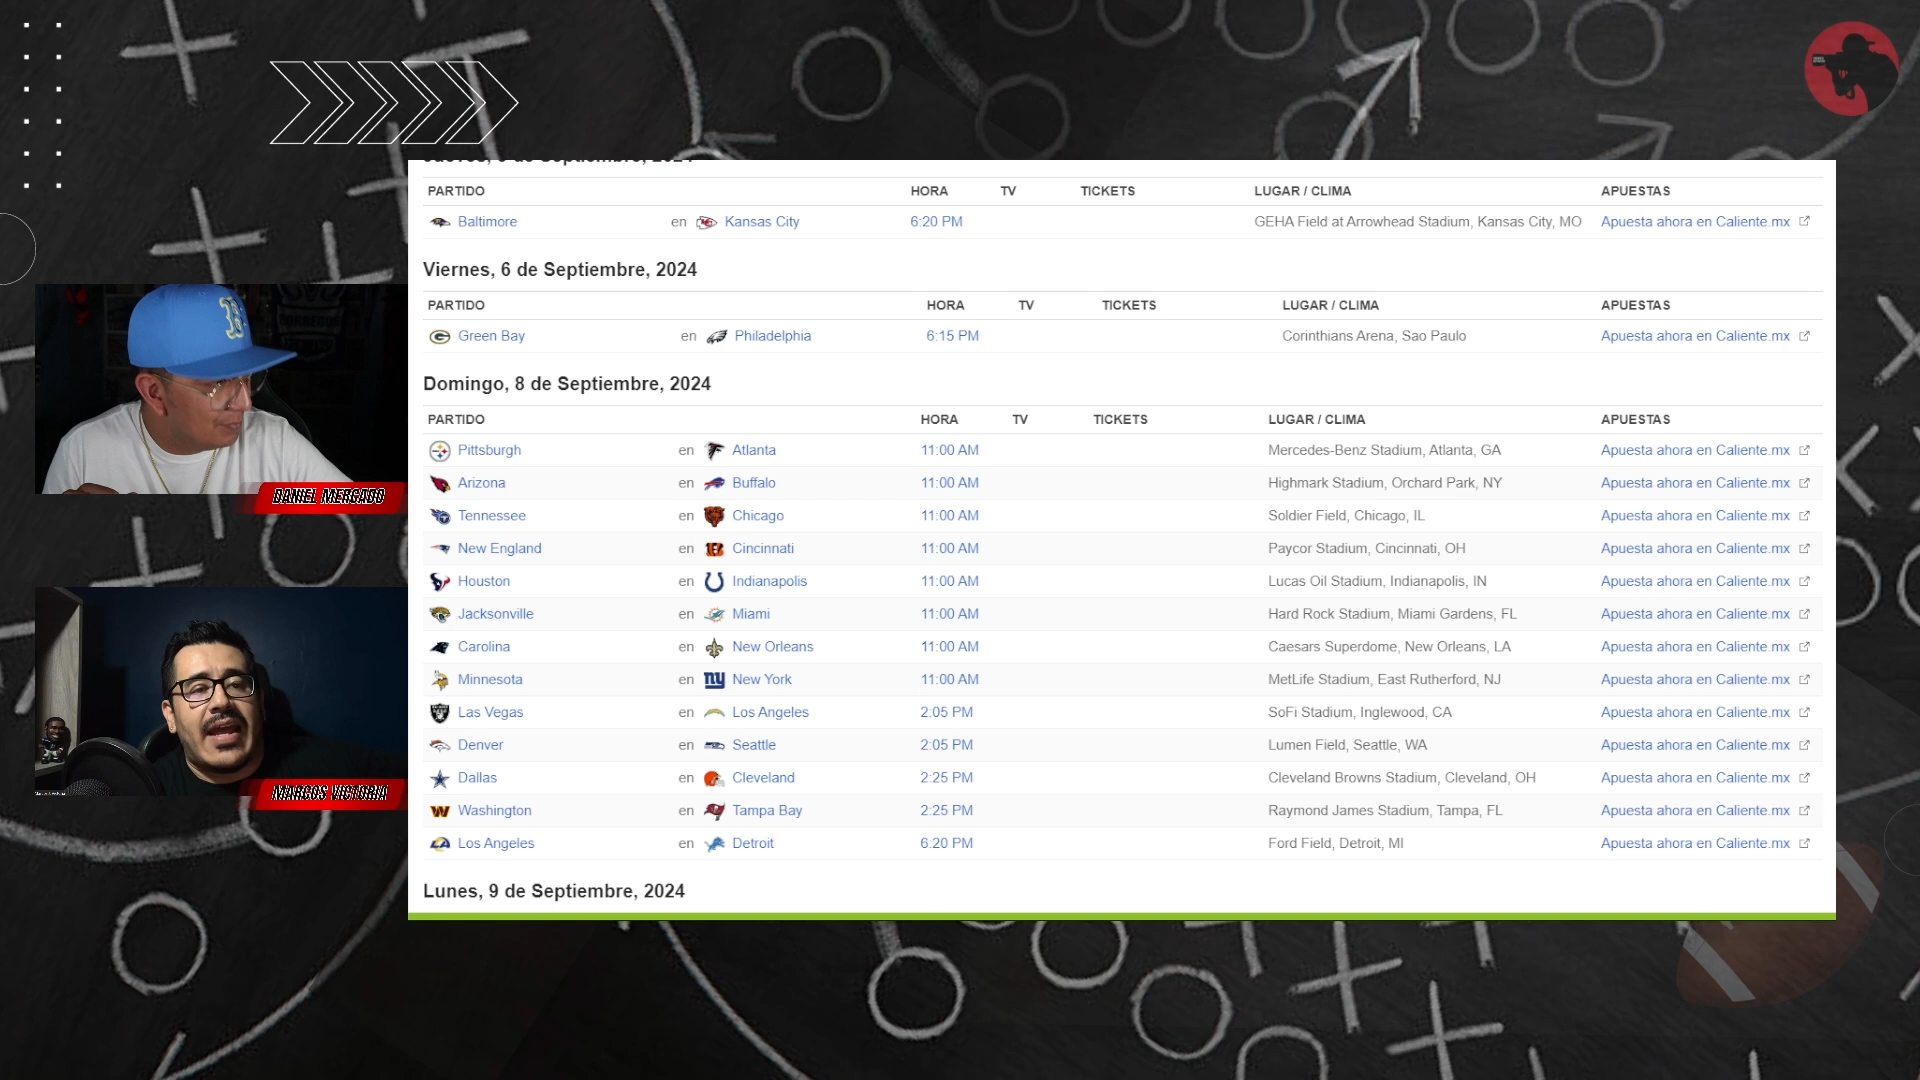 Jueves, 5 de Septiembre, 2024
PARTIDO HORA TV TICKETS LUGAR / CLIMA APUESTAS
Baltimore en Kansas City 6:20 PM GEHA Field at Arrowhead Stadium, Kansas City, MO Apuesta ahora en Caliente.mx
Viernes, 6 de Septiembre, 2024
PARTIDO HORA TV TICKETS LUGAR / CLIMA APUESTAS
Green Bay en Philadelphia 6:15 PM Corinthians Arena, Sao Paulo Apuesta ahora en Caliente.mx
Domingo, 8 de Septiembre, 2024
PARTIDO HORA TV TICKETS LUGAR / CLIMA APUESTAS
Pittsburgh en Atlanta 11:00 AM Mercedes-Benz Stadium, Atlanta, GA Apuesta ahora en Caliente.mx
Arizona en Buffalo 11:00 AM Highmark Stadium, Orchard Park, NY Apuesta ahora en Caliente.mx
Tennessee en Chicago 11:00 AM Soldier Field, Chicago, IL Apuesta ahora en Caliente.mx
New England en Cincinnati 11:00 AM Paycor Stadium, Cincinnati, OH Apuesta ahora en Caliente.mx
Houston en Indianapolis 11:00 AM Lucas Oil Stadium, Indianapolis, IN Apuesta ahora en Caliente.mx
Jacksonville en Miami 11:00 AM Hard Rock Stadium, Miami Gardens, FL Apuesta ahora en Caliente.mx
Carolina en New Orleans 11:00 AM Caesars Superdome, New Orleans, LA Apuesta ahora en Caliente.mx
Minnesota en ny New York 11:00 AM MetLife Stadium, East Rutherford, NJ Apuesta ahora en Caliente.mx
Las Vegas en Los Angeles 2:05 PM SoFi Stadium, Inglewood, CA Apuesta ahora en Caliente.mx
Denver en Seattle 2:05 PM Lumen Field, Seattle, WA Apuesta ahora en Caliente.mx
Dallas en Cleveland 2:25 PM Cleveland Browns Stadium, Cleveland, OH Apuesta ahora en Caliente.mx
Washington en Tampa Bay 2:25 PM Raymond James Stadium, Tampa, FL Apuesta ahora en Caliente.mx
Los Angeles en Detroit 6:20 PM Ford Field, Detroit, MI Apuesta ahora en Caliente.mx
Lunes, 9 de Septiembre, 2024
DANIEL MERCADO
MARCOS VICTORIA